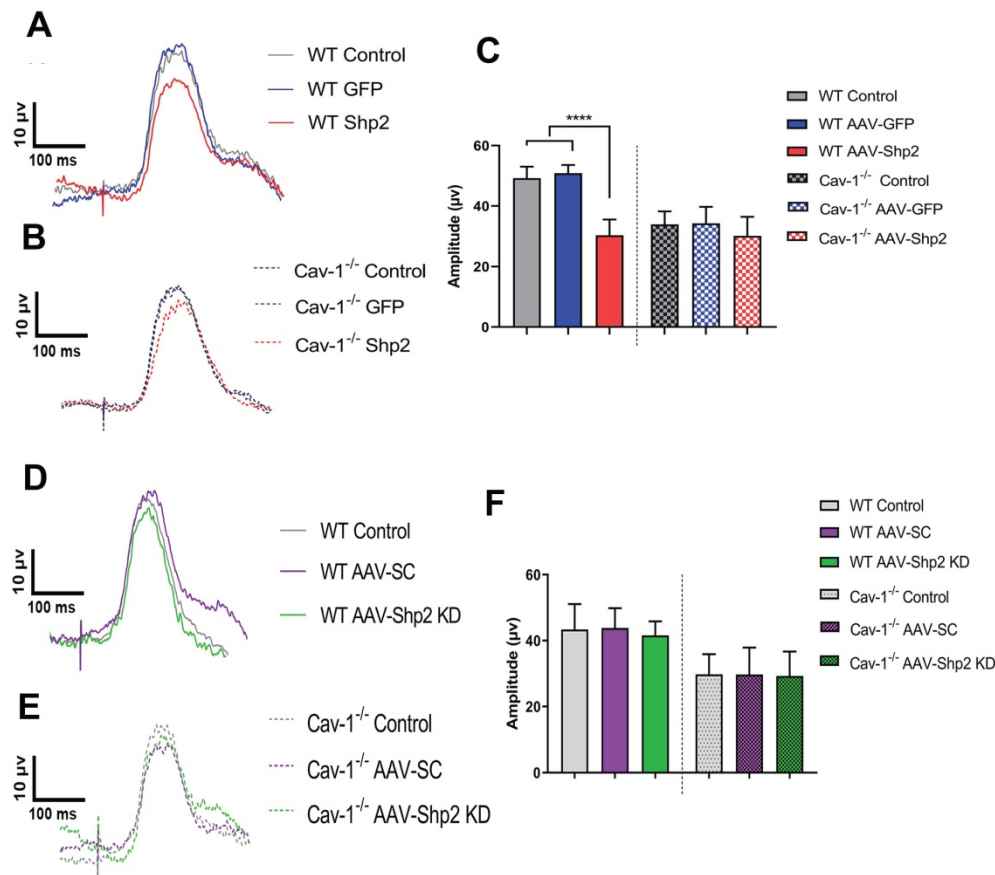 A
WT Control
WT GFP
WT Shp2
10 µv
100 ms
B
Cav-1-/- Control
Cav-1-/- GFP
Cav-1-/- Shp2
10 µv
100 ms
C
WT Control
WT AAV-GFP
WT AAV-Shp2
Cav-1-/- Control
Cav-1-/- AAV-GFP
Cav-1-/- AAV-Shp2
****
Amplitude (µv)
60
40
20
0
D
WT Control
WT AAV-SC
WT AAV-Shp2 KD
10 µv
100 ms
E
Cav-1-/- Control
Cav-1-/- AAV-SC
Cav-1-/- AAV-Shp2 KD
10 µv
100 ms
F
WT Control
WT AAV-SC
WT AAV-Shp2 KD
Cav-1-/- Control
Cav-1-/- AAV-SC
Cav-1-/- AAV-Shp2 KD
Amplitude (µv)
60
40
20
0